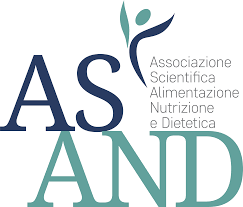 AS
Associazione
Scientifica
Alimentazione
Nutrizione
e Dietetica
AND